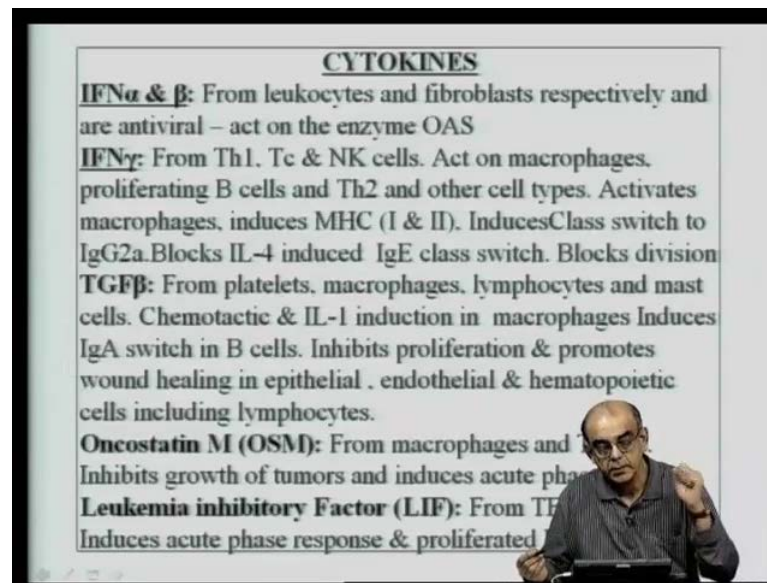 CYTOKINES
IFNα & β: From leukocytes and fibroblasts respectively and
are antiviral – act on the enzyme OAS
IFNγ: From Th1, Tc & NK cells. Act on macrophages,
proliferating B cells and Th2 and other cell types. Activates
macrophages, induces MHC (I & II). InducesClass switch to
IgG2a.Blocks IL-4 induced IgE class switch. Blocks division
TGFβ: From platelets, macrophages, lymphocytes and mast
cells. Chemotactic & IL-1 induction in macrophages Induces
IgA switch in B cells. Inhibits proliferation & promotes
wound healing in epithelial , endothelial & hematopoietic
cells including lymphocytes.
Oncostatin M (OSM): From macrophages and
Inhibits growth of tumors and induces acute
Leukemia inhibitory Factor (LIF): From
Induces acute phase response & proliferated